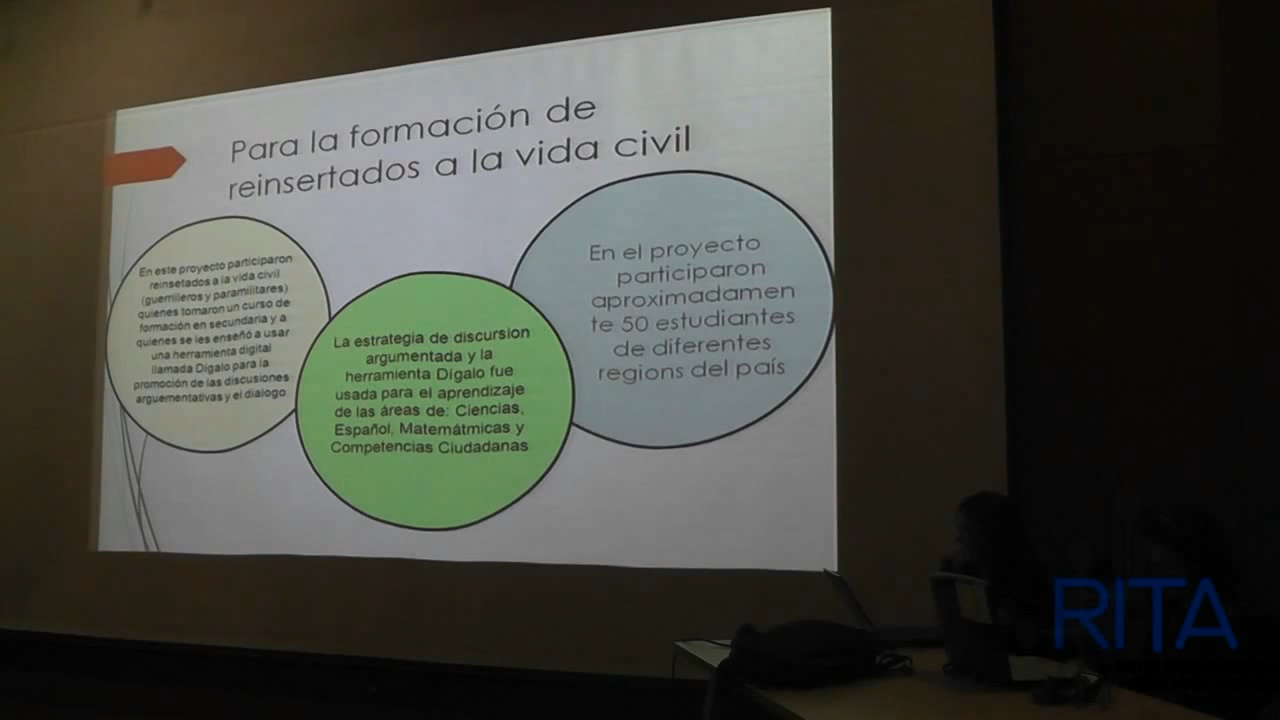 Para la formación de
reinsertados a la vida civil
En este proyecto participaron
reinsetados a la vida civil
(guerrilleros y paramilitares)
quienes tomaron un curso de
formación en secundaria y a
quienes se les enseñó a usar
una herramienta digital
llamada Dígalo para la
promoción de las discusiones
arguementativas y el dialogo
La estrategia de discursion
argumentada y la
herramienta Dígalo fue
usada para el aprendizaje
de las áreas de: Ciencias,
Español, Matemátmicas y
Competencias Ciudadanas
En el proyecto
participaron
aproximadamen
te 50 estudiantes
de diferentes
regions del país
RITA